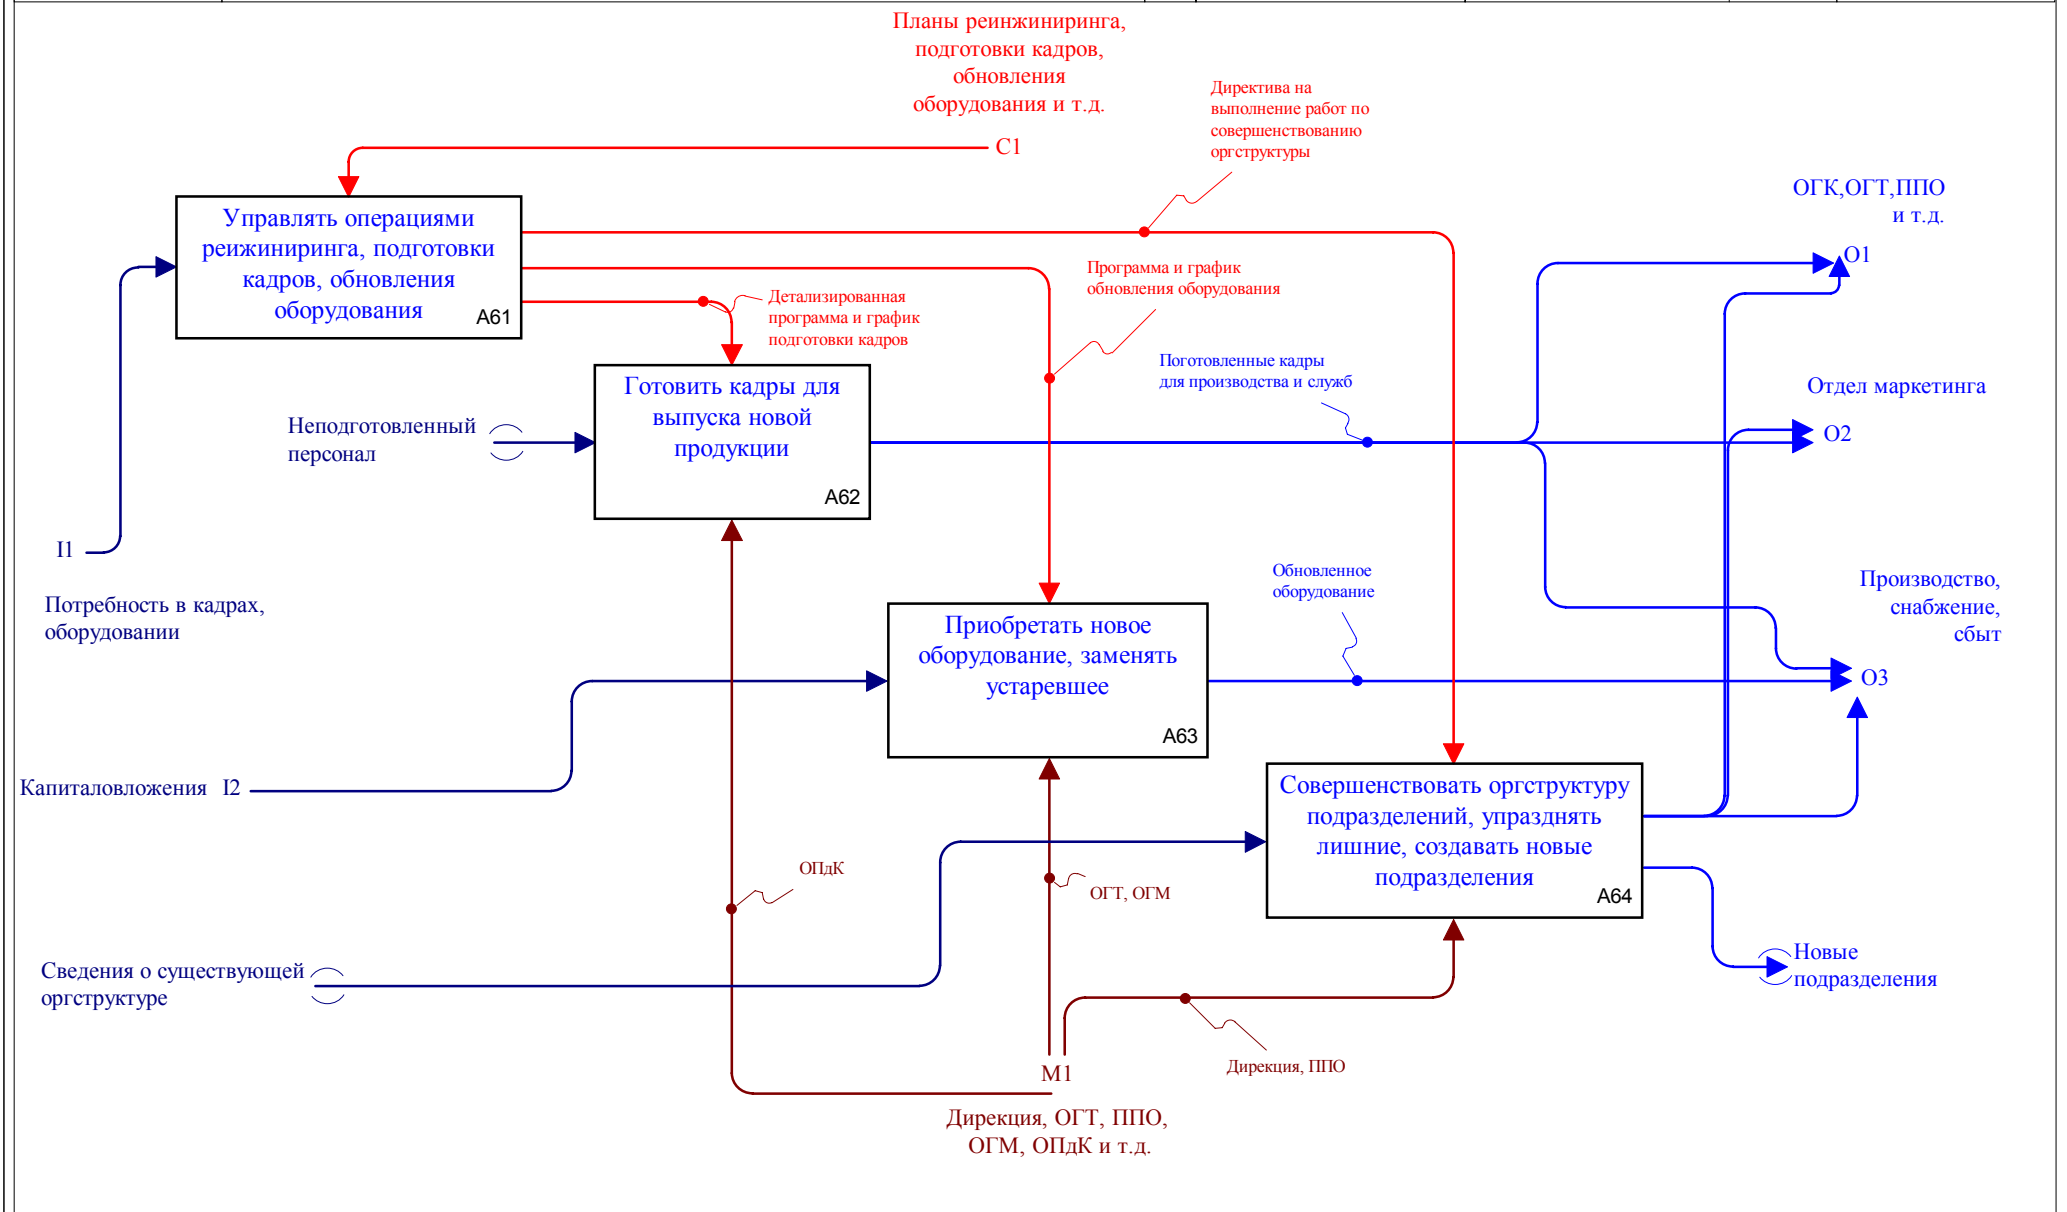 Планы реинжиниринга,
подготовки кадров,
обновления
оборудования и т.д.
C1
Директива на
выполнение работ по
совершенствованию
оргструктуры
ОГК,ОГТ,ППО
и т.д.
O1
Управлять операциями
реижиниринга, подготовки
кадров, обновления
оборудования
A61
Программа и график
обновления оборудования
Детализированная
программа и график
подготовки кадров
Поготовленные кадры
для производства и служб
Отдел маркетинга
O2
Готовить кадры для
выпуска новой
продукции
A62
Неподготовленный
персонал
I1
Потребность в кадрах,
оборудовании
Обновленное
оборудование
Производство,
снабжение,
сбыт
O3
Приобретать новое
оборудование, заменять
устаревшее
A63
Капиталовложения I2
Совершенствовать оргструктуру
подразделений, упразднять
лишние, создавать новые
подразделения
A64
ОПдК
ОГТ, ОГМ
Новые
подразделения
Сведения о существующей
оргструктуре
Дирекция, ППО
M1
Дирекция, ОГТ, ППО,
ОГМ, ОПдК и т.д.